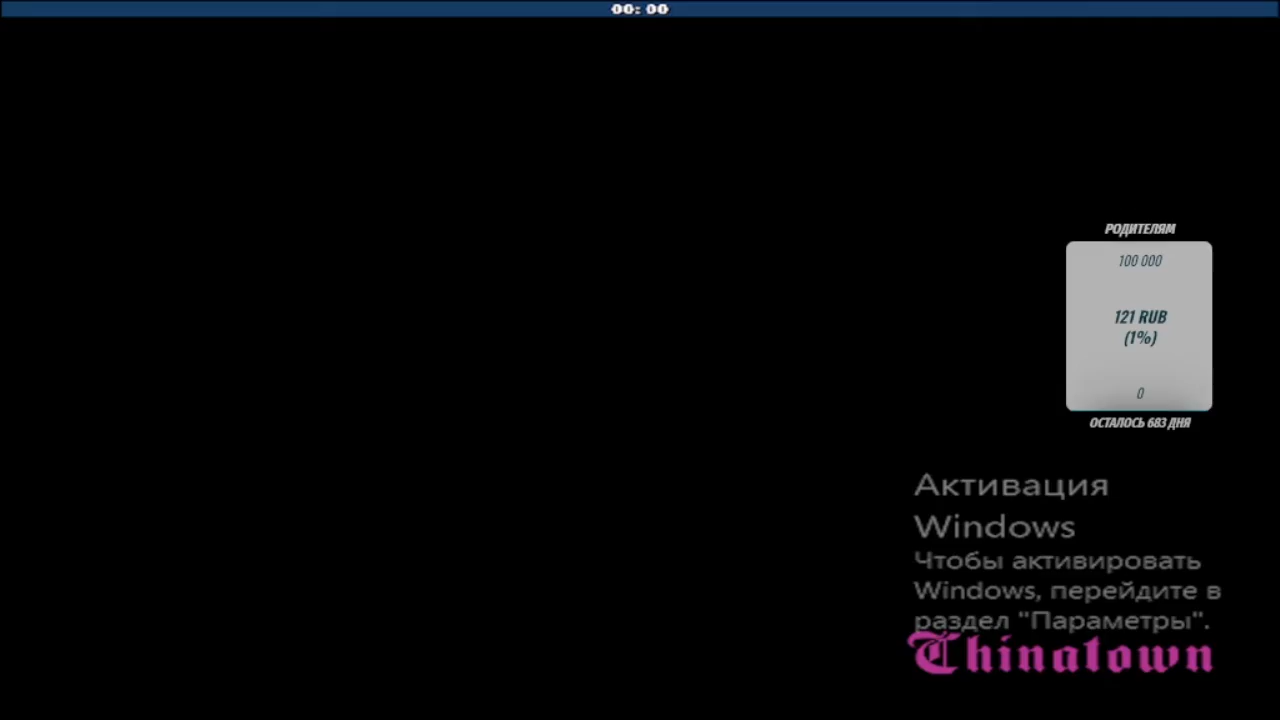 00: 00
РОДИТЕЛЯМ
100 000
121 RUB
(1%)
0
ОСТАЛОСЬ 683 ДНЯ
Активация
Windows
Чтобы активировать
Windows, перейдите в
раздел "Параметры".
Chinatown